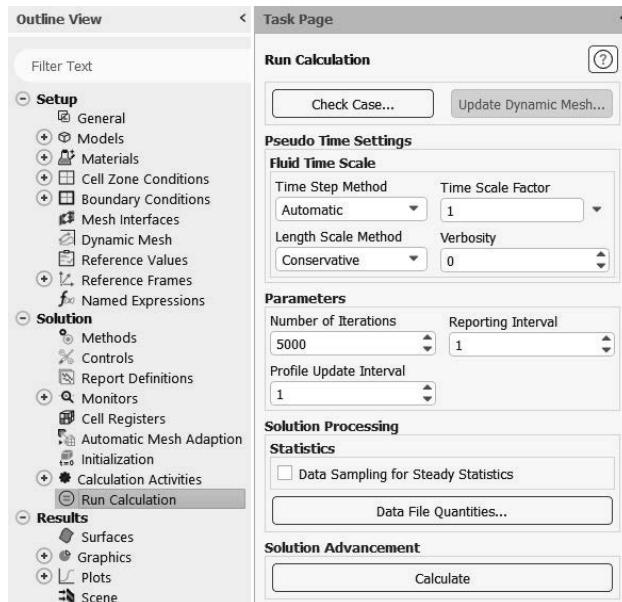 Outline View <
Filter Text
Setup
General
Models
Materials
Cell Zone Conditions
Boundary Conditions
Mesh Interfaces
Dynamic Mesh
Reference Values
Reference Frames
Named Expressions
Solution
Methods
Controls
Report Definitions
Monitors
Cell Registers
Automatic Mesh Adaption
Initialization
Calculation Activities
Run Calculation
Results
Surfaces
Graphics
Plots
Scene
Task Page
Run Calculation ?
Check Case... Update Dynamic Mesh...
Pseudo Time Settings
Fluid Time Scale
Time Step Method Time Scale Factor
Automatic 1
Length Scale Method Verbosity
Conservative 0
Parameters
Number of Iterations Reporting Interval
5000 1
Profile Update Interval
1
Solution Processing
Statistics
Data Sampling for Steady Statistics
Data File Quantities...
Solution Advancement
Calculate